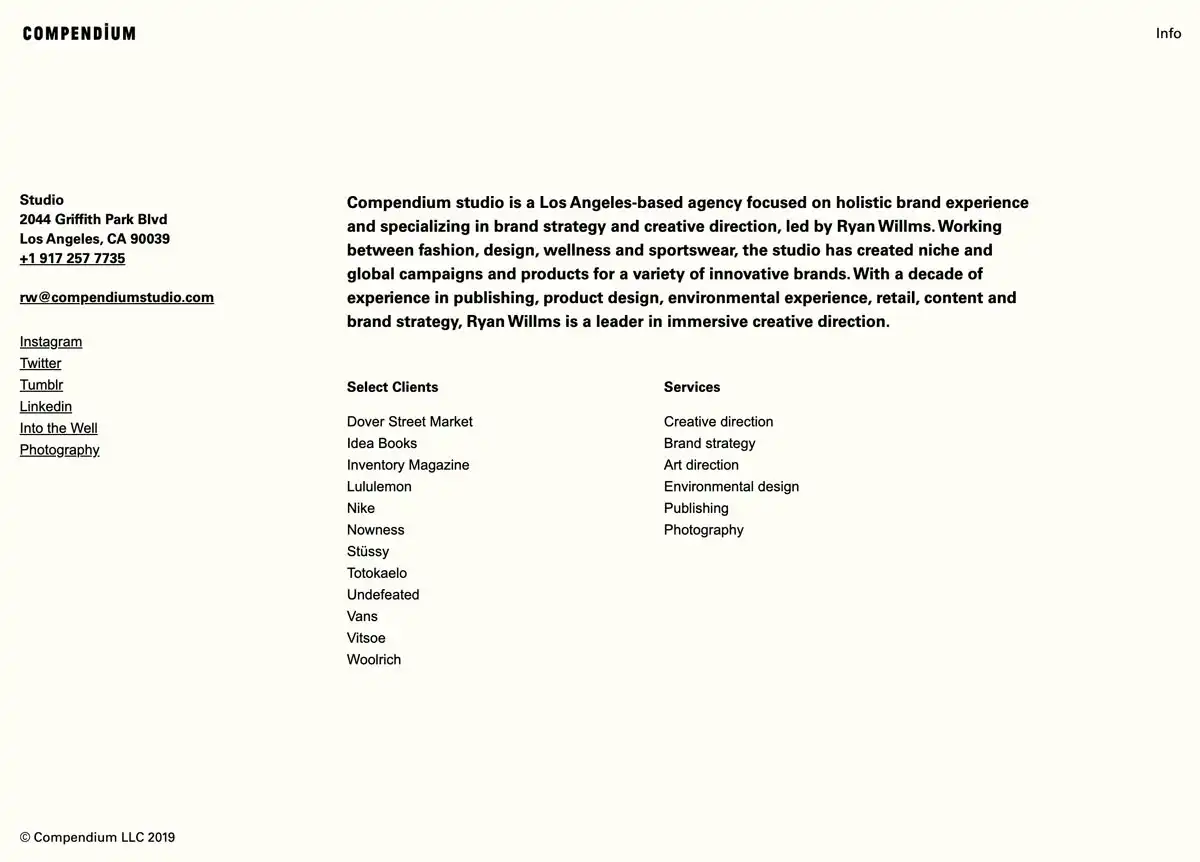 COMPENDIUM
Info
Studio
2044 Griffith Park Blvd
Los Angeles, CA 90039
+1 917 257 7735
rw@compendiumstudio.com
Instagram
Twitter
Tumblr
Linkedin
Into the Well
Photography
Compendium studio is a Los Angeles-based agency focused on holistic brand experience
and specializing in brand strategy and creative direction, led by Ryan Willms. Working
between fashion, design, wellness and sportswear, the studio has created niche and
global campaigns and products for a variety of innovative brands. With a decade of
experience in publishing, product design, environmental experience, retail, content and
brand strategy, Ryan Willms is a leader in immersive creative direction.
Select Clients
Dover Street Market
Idea Books
Inventory Magazine
Lululemon
Nike
Nowness
Stüssy
Totokaelo
Undefeated
Vans
Vitsoe
Woolrich
Services
Creative direction
Brand strategy
Art direction
Environmental design
Publishing
Photography
© Compendium LLC 2019